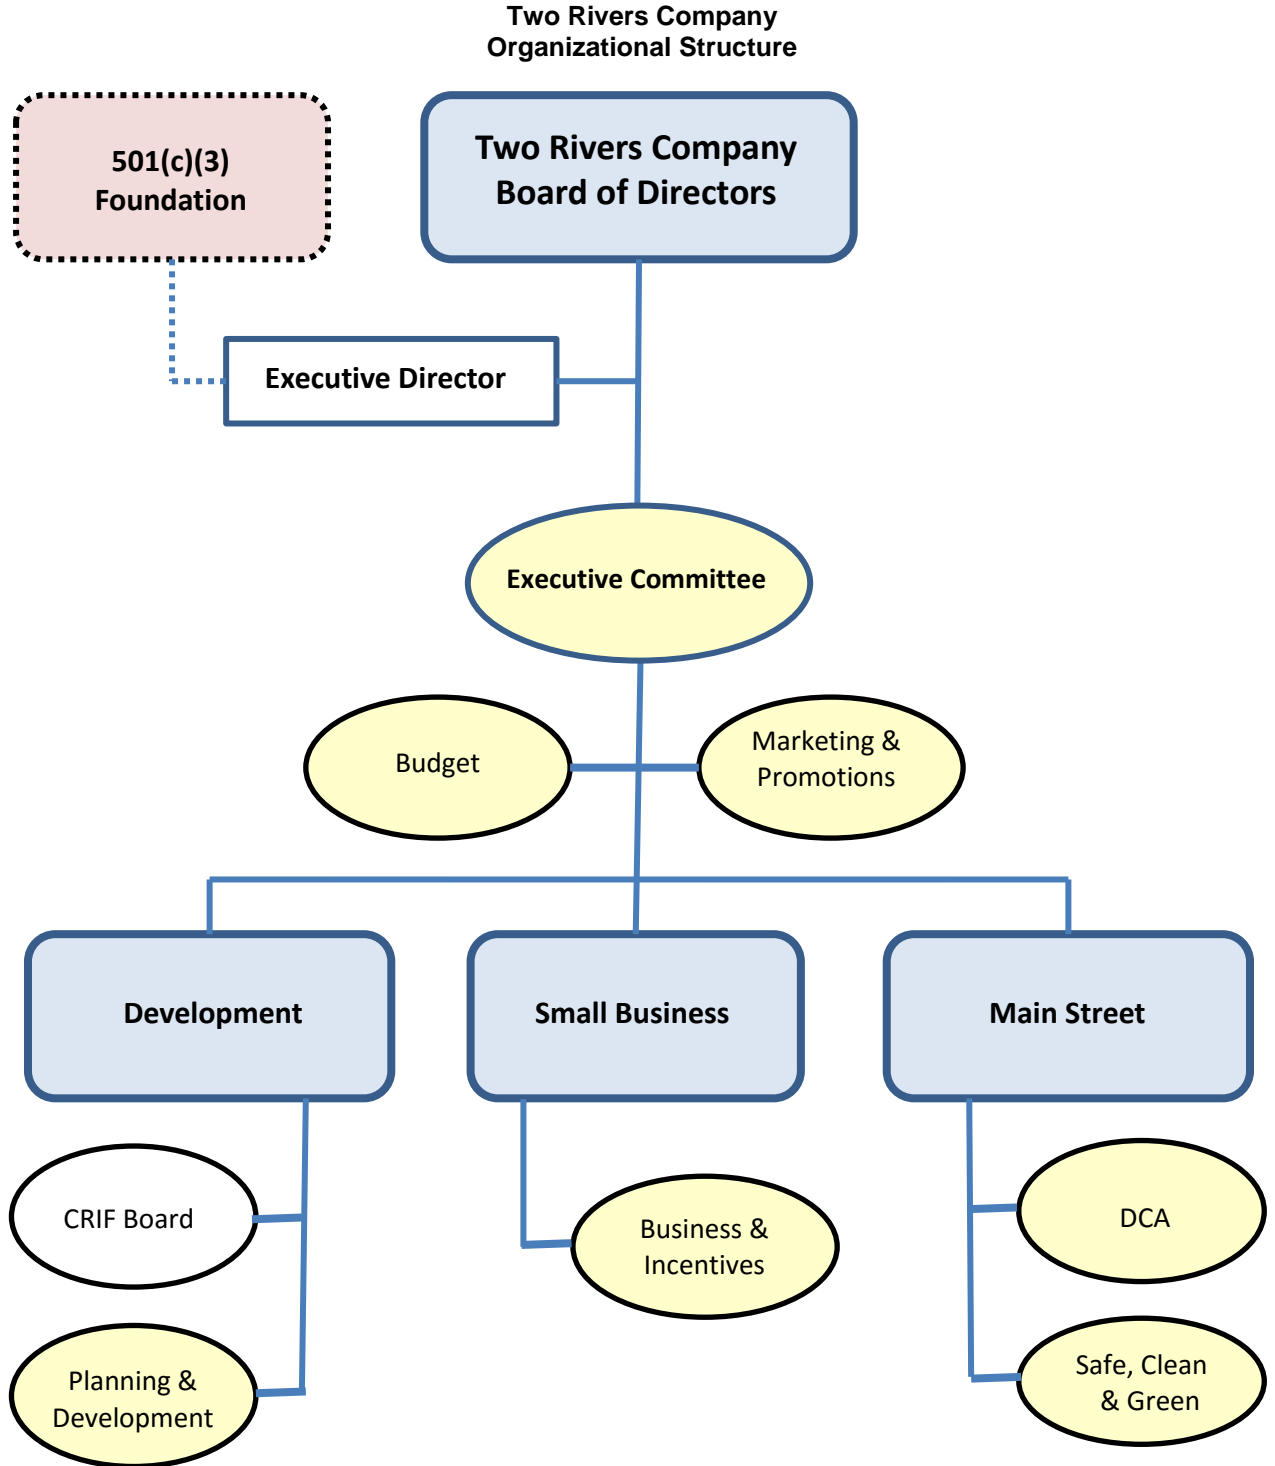 Two Rivers Company
Organizational Structure
501(c)(3)
Foundation
Two Rivers Company
Board of Directors
Executive Director
Executive Committee
Budget
Marketing &
Promotions
Development
Small Business
Main Street
CRIF Board
Business &
Incentives
DCA
Planning &
Development
Safe, Clean
& Green